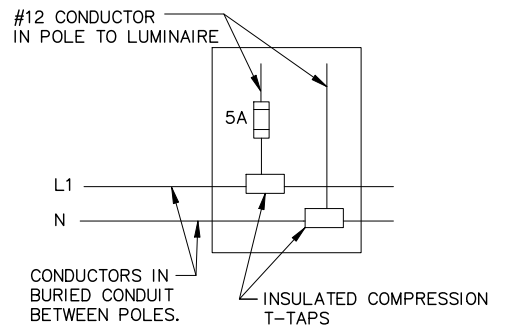 #12 CONDUCTOR
IN POLE TO LUMINAIRE
5A
L1
N
CONDUCTORS IN
BURIED CONDUIT
BETWEEN POLES.
INSULATED COMPRESSION
T-TAPS